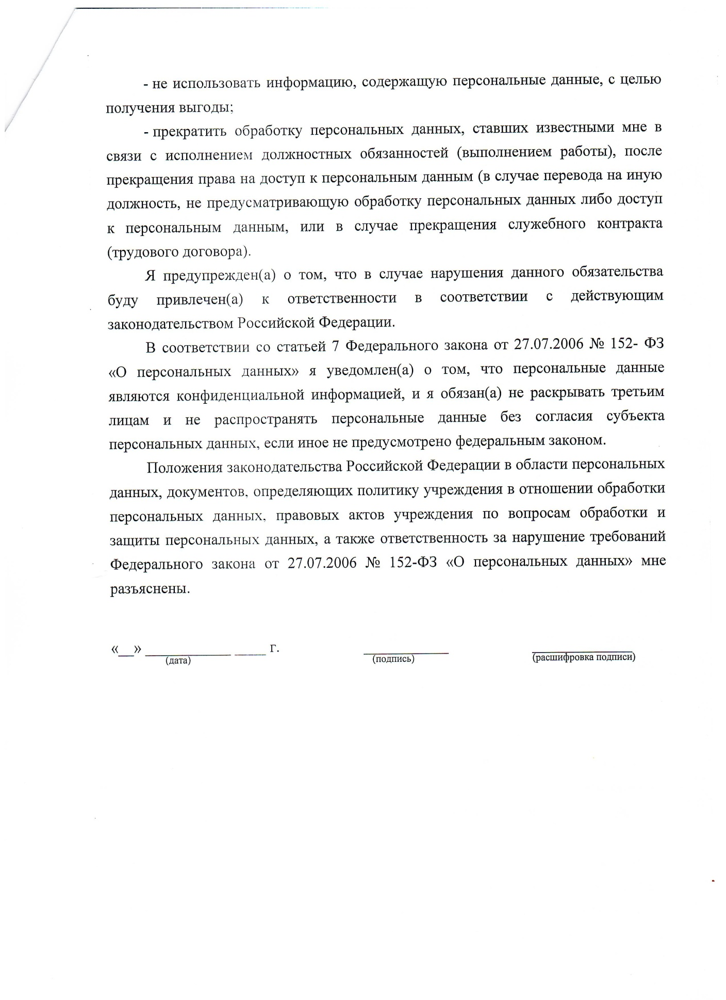 - не использовать информацию, содержащую персональные данные, с целью
получения выгоды;
- прекратить обработку персональных данных, ставших известными мне в
связи с исполнением должностных обязанностей (выполнением работы), после
прекращения права на доступ к персональным данным (в случае перевода на иную
должность, не предусматривающую обработку персональных данных либо доступ
к персональным данным, или в случае прекращения служебного контракта
(трудового договора).
Я предупрежден(а) о том, что в случае нарушения данного обязательства
буду привлечен(а) к ответственности в соответствии с действующим
законодательством Российской Федерации.
В соответствии со статьей 7 Федерального закона от 27.07.2006 № 152- ФЗ
«О персональных данных» я уведомлен(а) о том, что персональные данные
являются конфиденциальной информацией, и я обязан(а) не раскрывать третьим
лицам и не распространять персональные данные без согласия субъекта
персональных данных, если иное не предусмотрено федеральным законом.
Положения законодательства Российской Федерации в области персональных
данных, документов, определяющих политику учреждения в отношении обработки
персональных данных, правовых актов учреждения по вопросам обработки и
защиты персональных данных, а также ответственность за нарушение требований
Федерального закона от 27.07.2006 № 152-ФЗ «О персональных данных» мне
разъяснены.
«__» ___________ ____ г. ___________ _____________
(дата) (подпись) (расшифровка подписи)